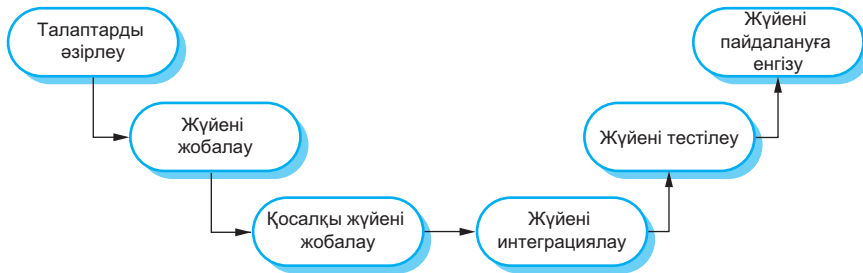 Талаптарды
әзірлеу
Жүйені
жобалау
Қосалқы жүйені
жобалау
Жүйені
интеграциялау
Жүйені тестілеу
Жүйені
пайдалануға
енгізу